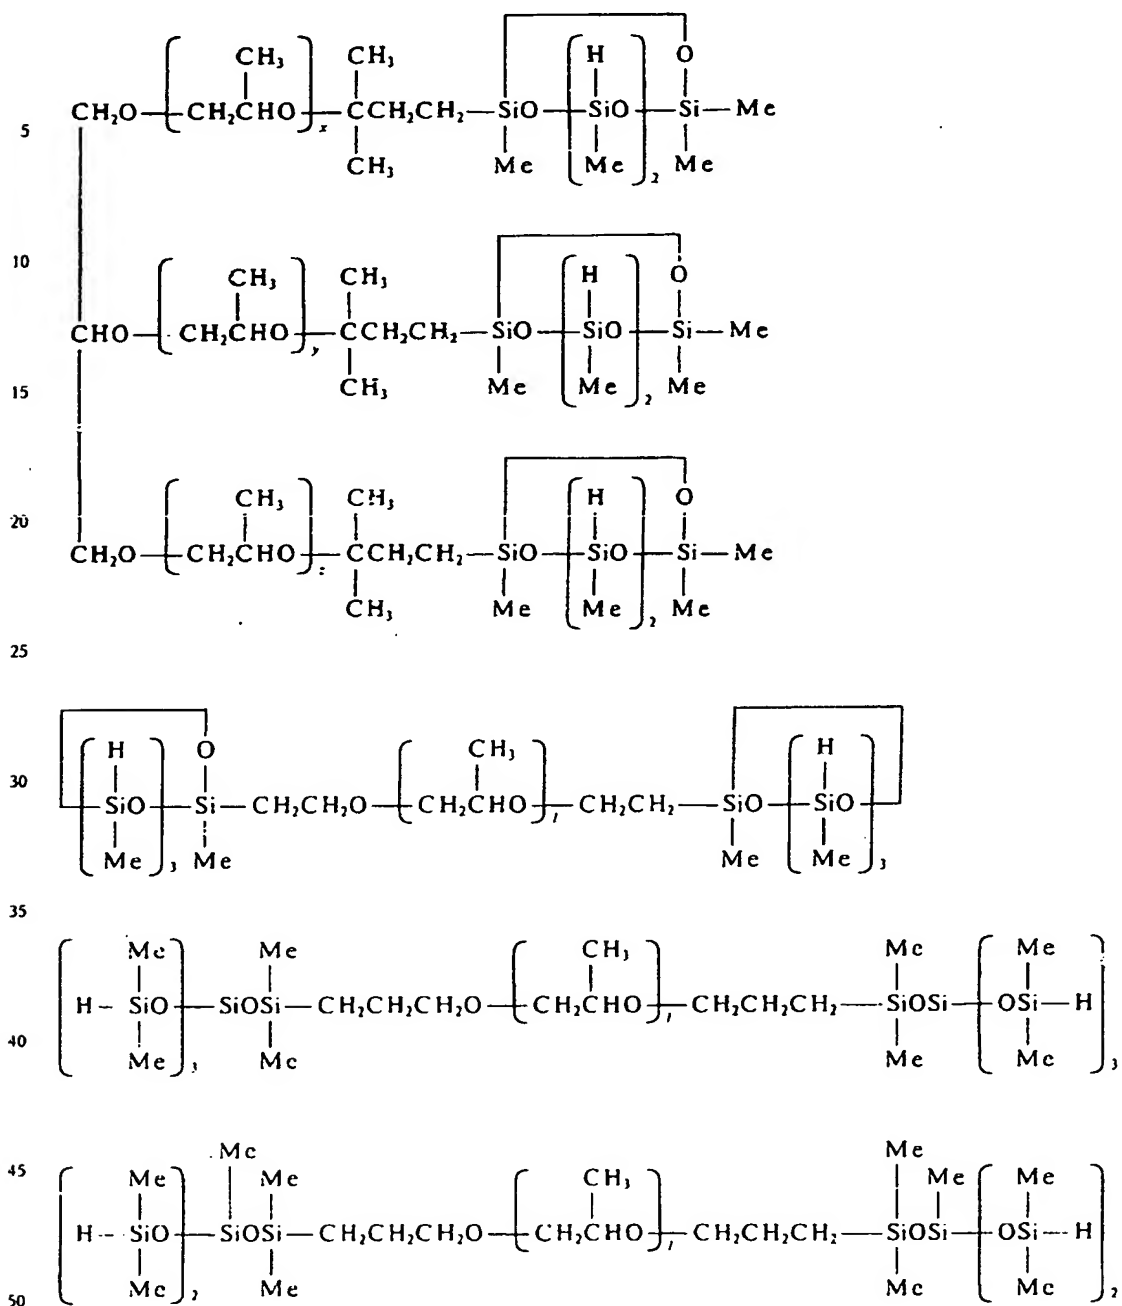 O
CH₃ CH₃ H
CH₂O—( CH₂CHO )ₓ CCH₂CH₂—SiO—( SiO )₂ Si—Me
5
CH₃ Me Me Me
10
CH₃ CH₃ H O
CHO—( CH₂CHO )ᵧ CCH₂CH₂—SiO—( SiO )₂ Si—Me
15
CH₃ Me Me Me
CH₃ CH₃ H O
20
CH₂O—( CH₂CHO ) CCH₂CH₂—SiO—( SiO )₂ Si—Me
CH₃ Me Me Me
25
H O CH₃ H
30
( SiO )₃ Si—CH₂CH₂O—( CH₂CHO ) CH₂CH₂—SiO—( SiO )₃
Me Me Me Me
35
Me Me CH₃ Me Me
( H—SiO )₃ SiOSi—CH₂CH₂CH₂O—( CH₂CHO ) CH₂CH₂CH₂—SiOSi—( OSi—H )₃
40
Me Me Me Me
Me Me
45
Me Me CH₃ Me Me
( H—SiO )₂ SiOSi—CH₂CH₂CH₂O—( CH₂CHO ) CH₂CH₂CH₂—SiOSi—( OSi—H )₂
Me Me Me Me
50